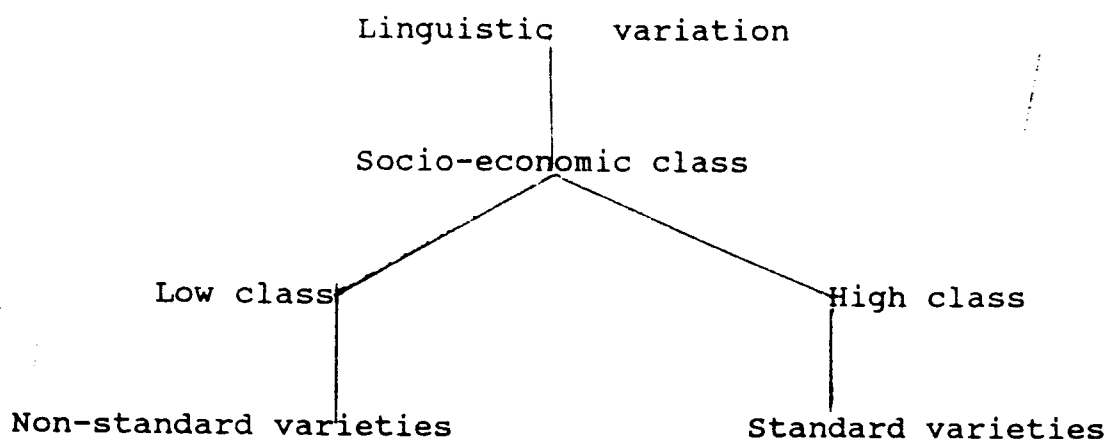 Linguistic variation
Socio-economic class
Low class High class
Non-standard varieties Standard varieties